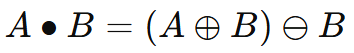 A • B = (A ⊕ B) ⊖ B